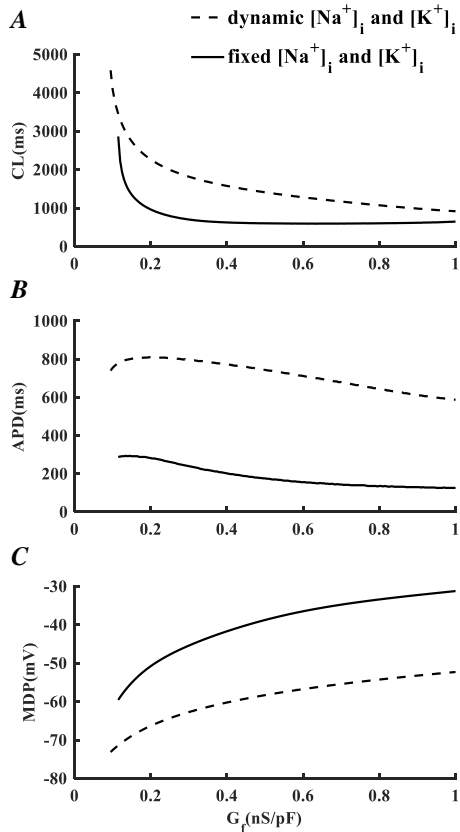 A
dynamic [Na+]i and [K+]i
fixed [Na+]i and [K+]i
5000
4000
3000
2000
1000
0
CL(ms)
0 0.2 0.4 0.6 0.8 1
B
1000
800
600
400
200
0
APD(ms)
0 0.2 0.4 0.6 0.8 1
C
-30
-40
-50
-60
-70
-80
MDP(mV)
0 0.2 0.4 0.6 0.8 1
Gf(nS/pF)